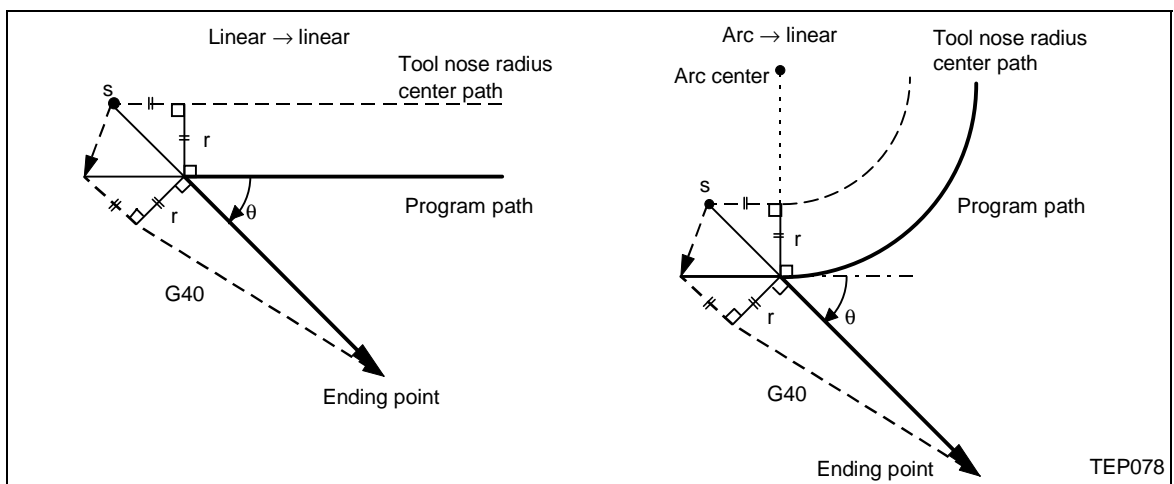 Linear → linear
Tool nose radius
center path
s
r
r
θ
Program path
G40
Ending point
Arc → linear
Arc center
Tool nose radius
center path
s
r
r
θ
Program path
G40
Ending point
TEP078